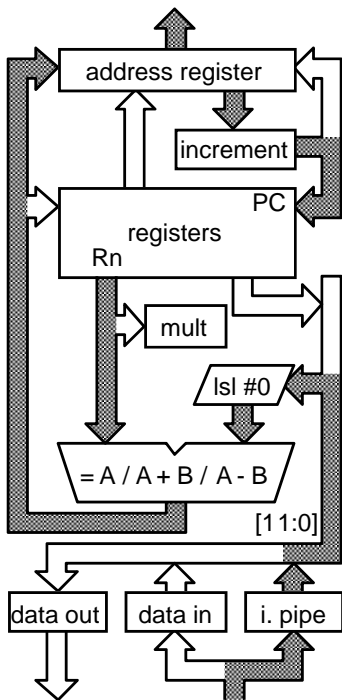 address register
increment
PC
registers
Rn
mult
lsl #0
= A / A + B / A - B
[11:0]
data out
data in
i. pipe